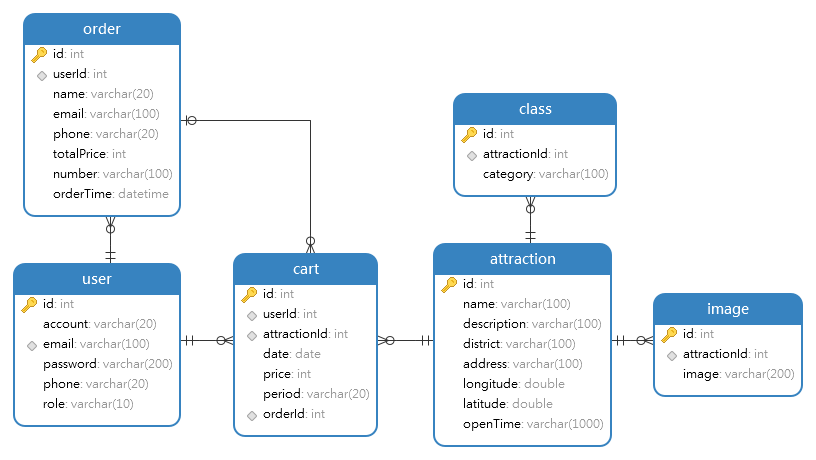 order
id: int
userId: int
name: varchar(20)
email: varchar(100)
phone: varchar(20)
totalPrice: int
number: varchar(100)
orderTime: datetime
class
id: int
attractionId: int
category: varchar(100)
user
id: int
account: varchar(20)
email: varchar(100)
password: varchar(200)
phone: varchar(20)
role: varchar(10)
cart
id: int
userId: int
attractionId: int
date: date
price: int
period: varchar(20)
orderId: int
attraction
id: int
name: varchar(100)
description: varchar(100)
district: varchar(100)
address: varchar(100)
longitude: double
latitude: double
openTime: varchar(1000)
image
id: int
attractionId: int
image: varchar(200)